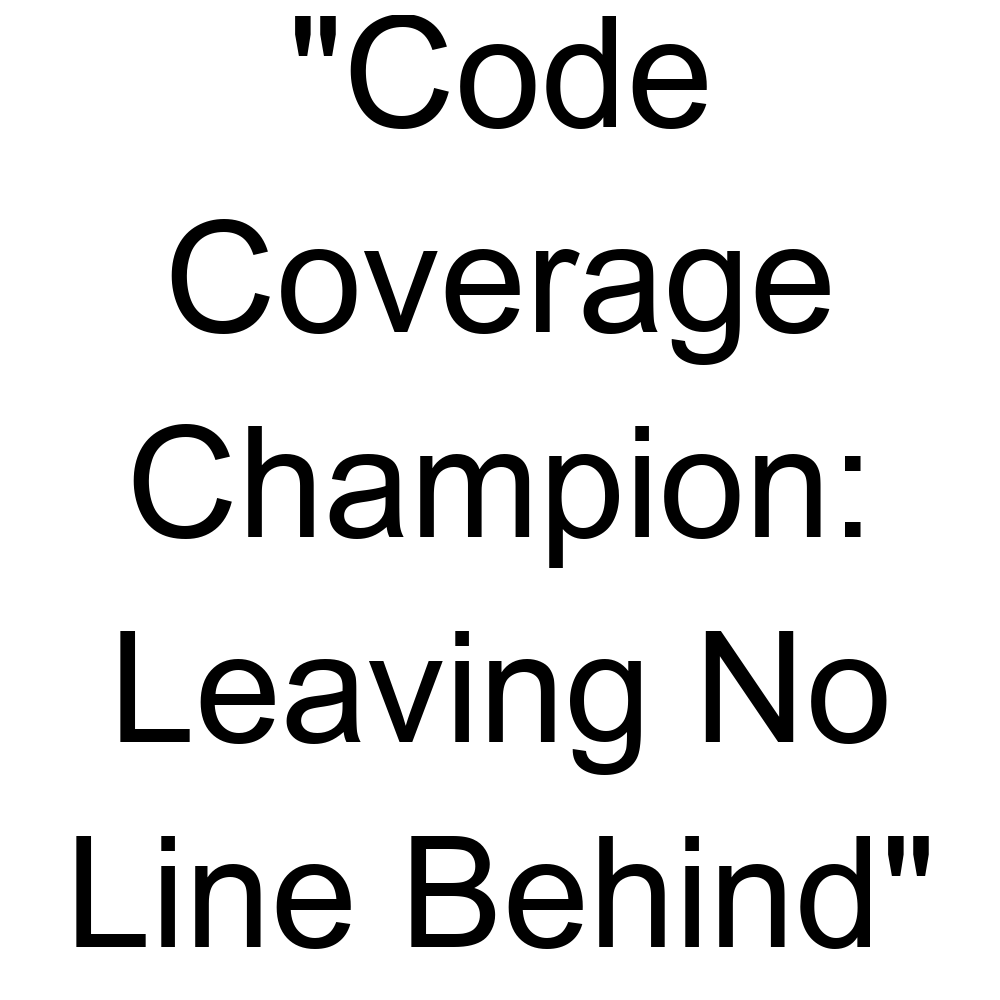 "Code
Coverage
Champion:
Leaving No
Line Behind"